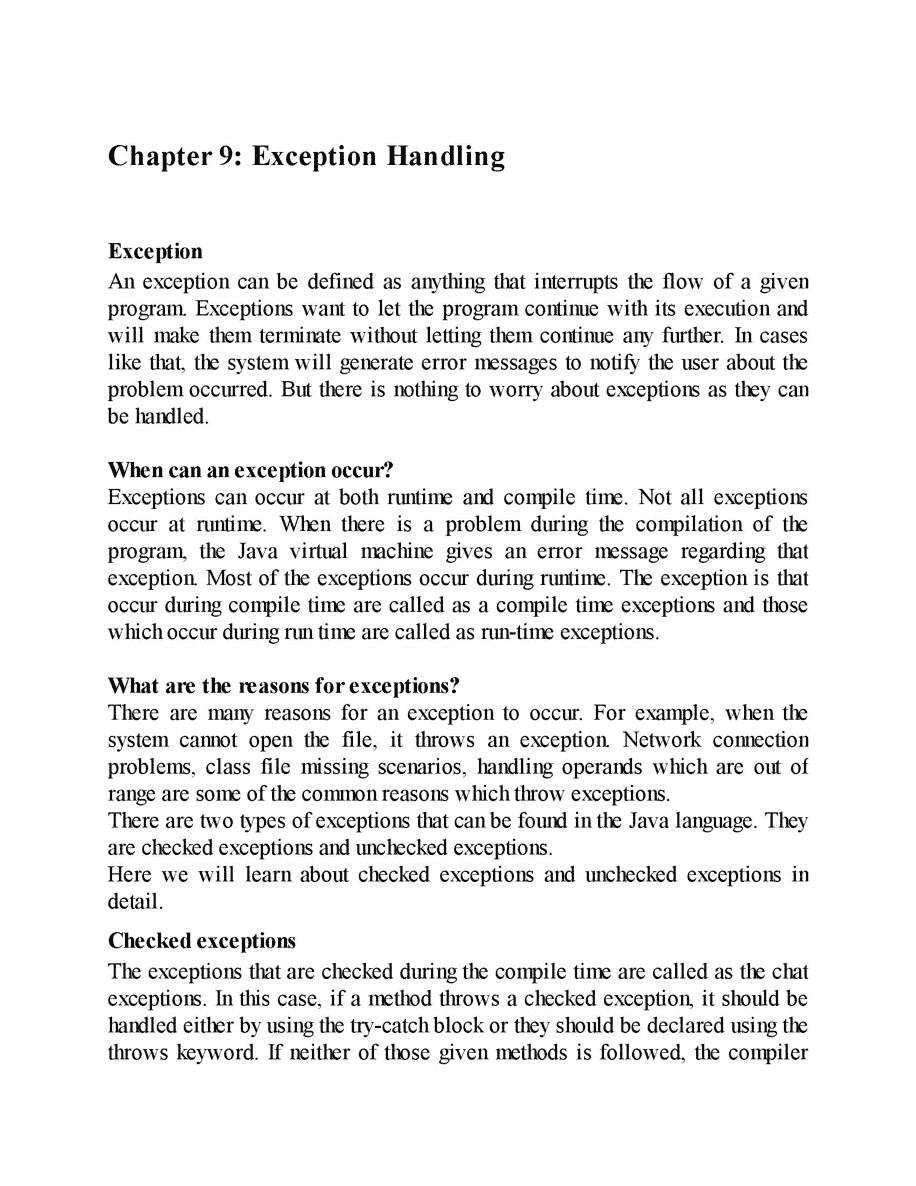 Chapter 9: Exception Handling
Exception
An exception can be defined as anything that interrupts the flow of a given
program. Exceptions want to let the program continue with its execution and
will make them terminate without letting them continue any further. In cases
like that, the system will generate error messages to notify the user about the
problem occurred. But there is nothing to worry about exceptions as they can
be handled.
When can an exception occur?
Exceptions can occur at both runtime and compile time. Not all exceptions
occur at runtime. When there is a problem during the compilation of the
program, the Java virtual machine gives an error message regarding that
exception. Most of the exceptions occur during runtime. The exception is that
occur during compile time are called as a compile time exceptions and those
which occur during run time are called as run-time exceptions.
What are the reasons for exceptions?
There are many reasons for an exception to occur. For example, when the
system cannot open the file, it throws an exception. Network connection
problems, class file missing scenarios, handling operands which are out of
range are some of the common reasons which throw exceptions.
There are two types of exceptions that can be found in the Java language. They
are checked exceptions and unchecked exceptions.
Here we will learn about checked exceptions and unchecked exceptions in
detail.
Checked exceptions
The exceptions that are checked during the compile time are called as the chat
exceptions. In this case, if a method throws a checked exception, it should be
handled either by using the try-catch block or they should be declared using the
throws keyword. If neither of those given methods is followed, the compiler